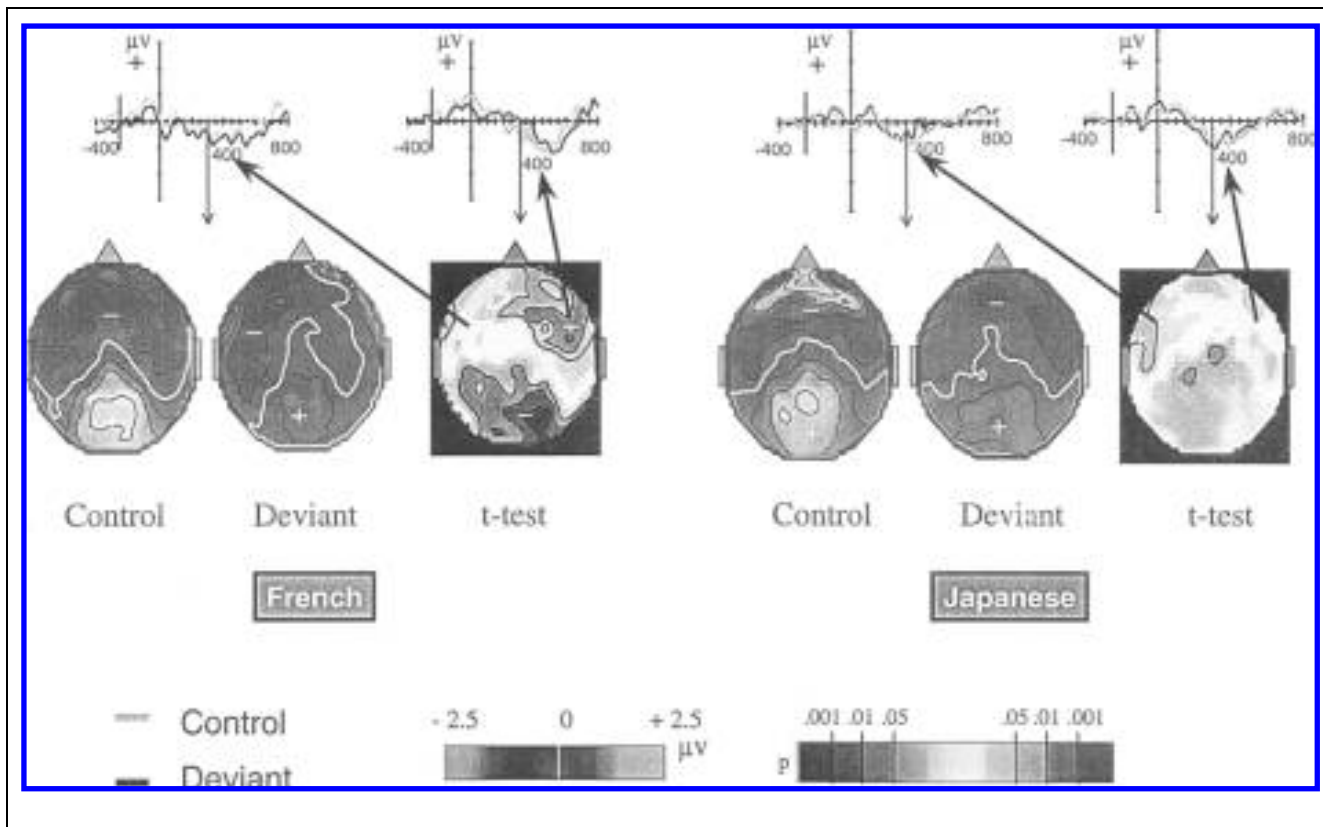 μV μV μV μV
+ + + +
-400 400 800 -400 400 800 -400 400 800 -400 400 800
− − + − − −
+ − + +
Control Deviant t-test Control Deviant t-test
French Japanese
Control - 2.5 0 + 2.5 .001 .01 .05 .05 .01 .001
μV
Deviant P